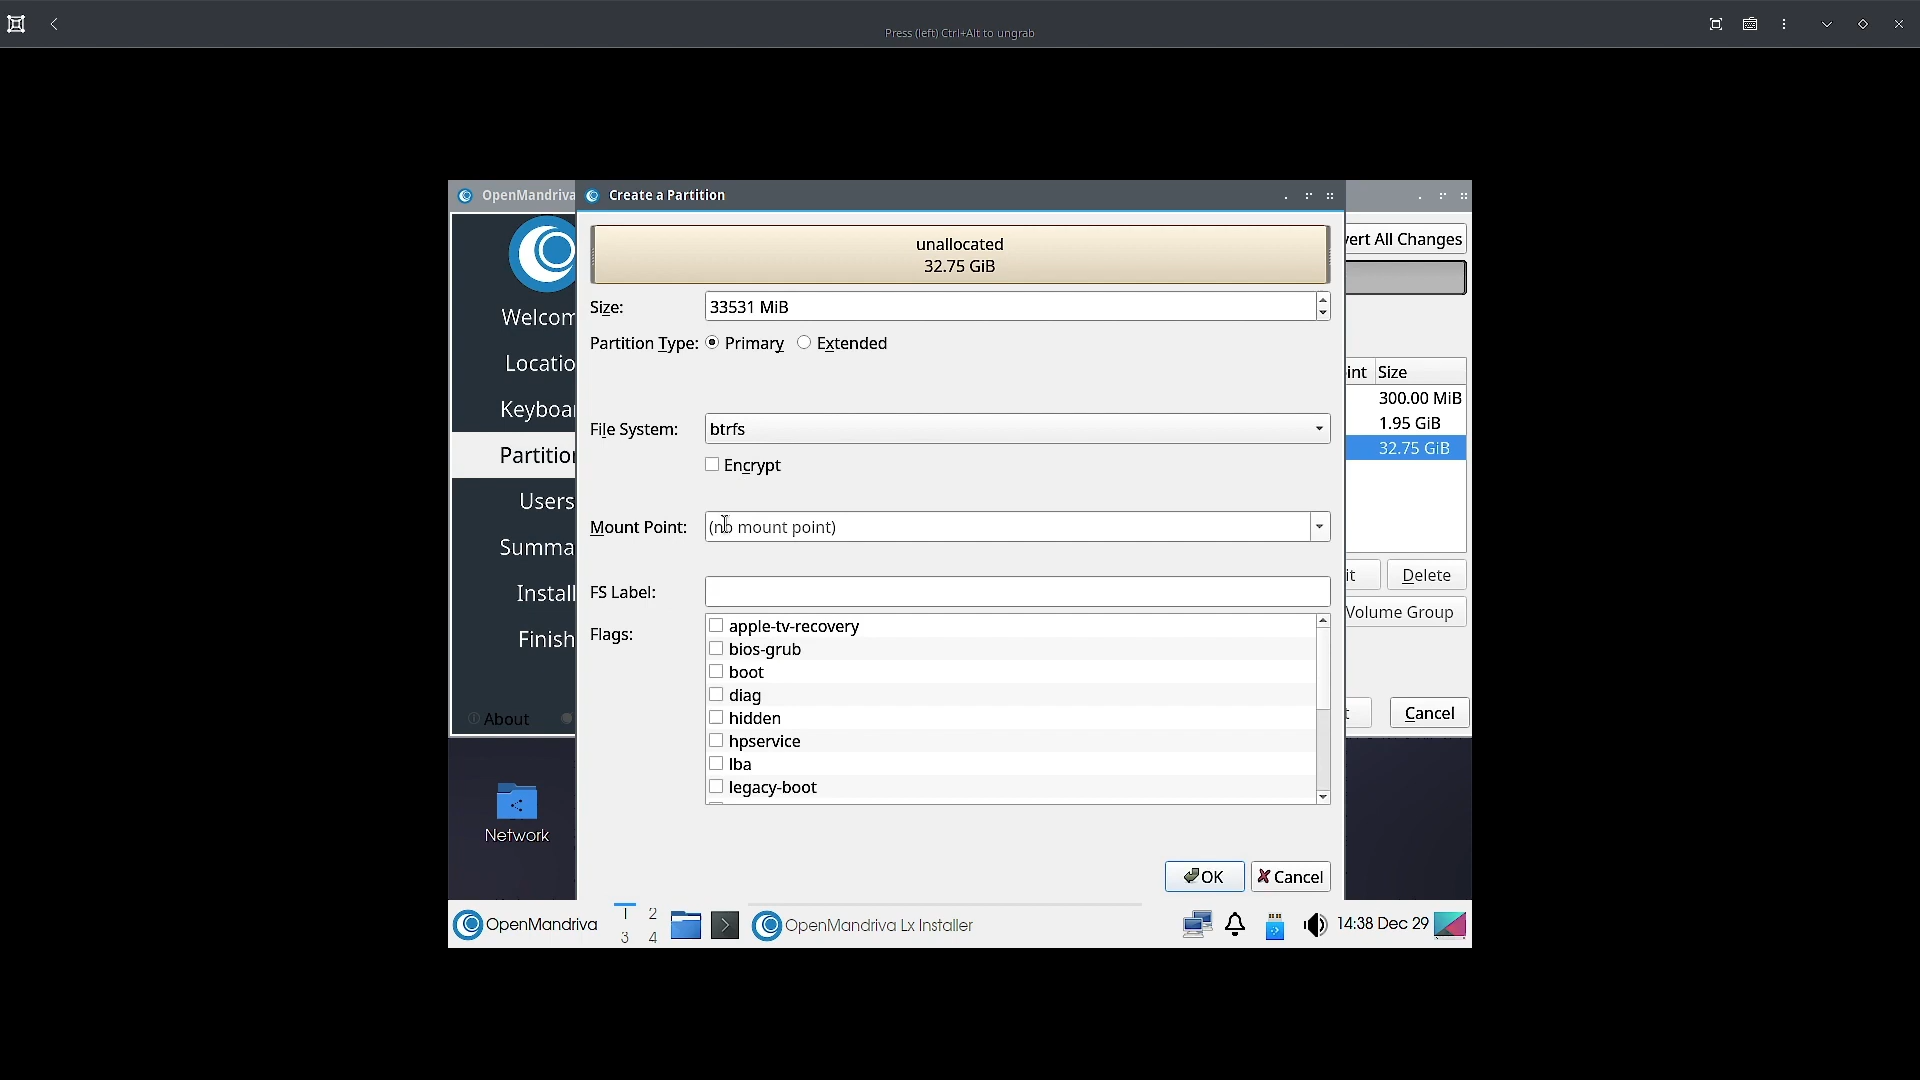 Press (left) Ctrl+Alt to ungrab
OpenMandriva
Create a Partition
unallocated
32.75 GiB
vert All Changes
Size:
33531 MiB
Partition Type:
Primary
Extended
File System:
btrfs
Encrypt
Mount Point:
(no mount point)
FS Label:
Flags:
apple-tv-recovery
bios-grub
boot
diag
hidden
hpservice
lba
legacy-boot
OK
Cancel
Welcom
Locatio
Keyboar
Partition
Users
Summa
Install
Finish
About
int
Size
300.00 MiB
1.95 GiB
32.75 GiB
it
Delete
Volume Group
t
Cancel
Network
OpenMandriva
1
2
3
4
OpenMandriva Lx Installer
14:38 Dec 29